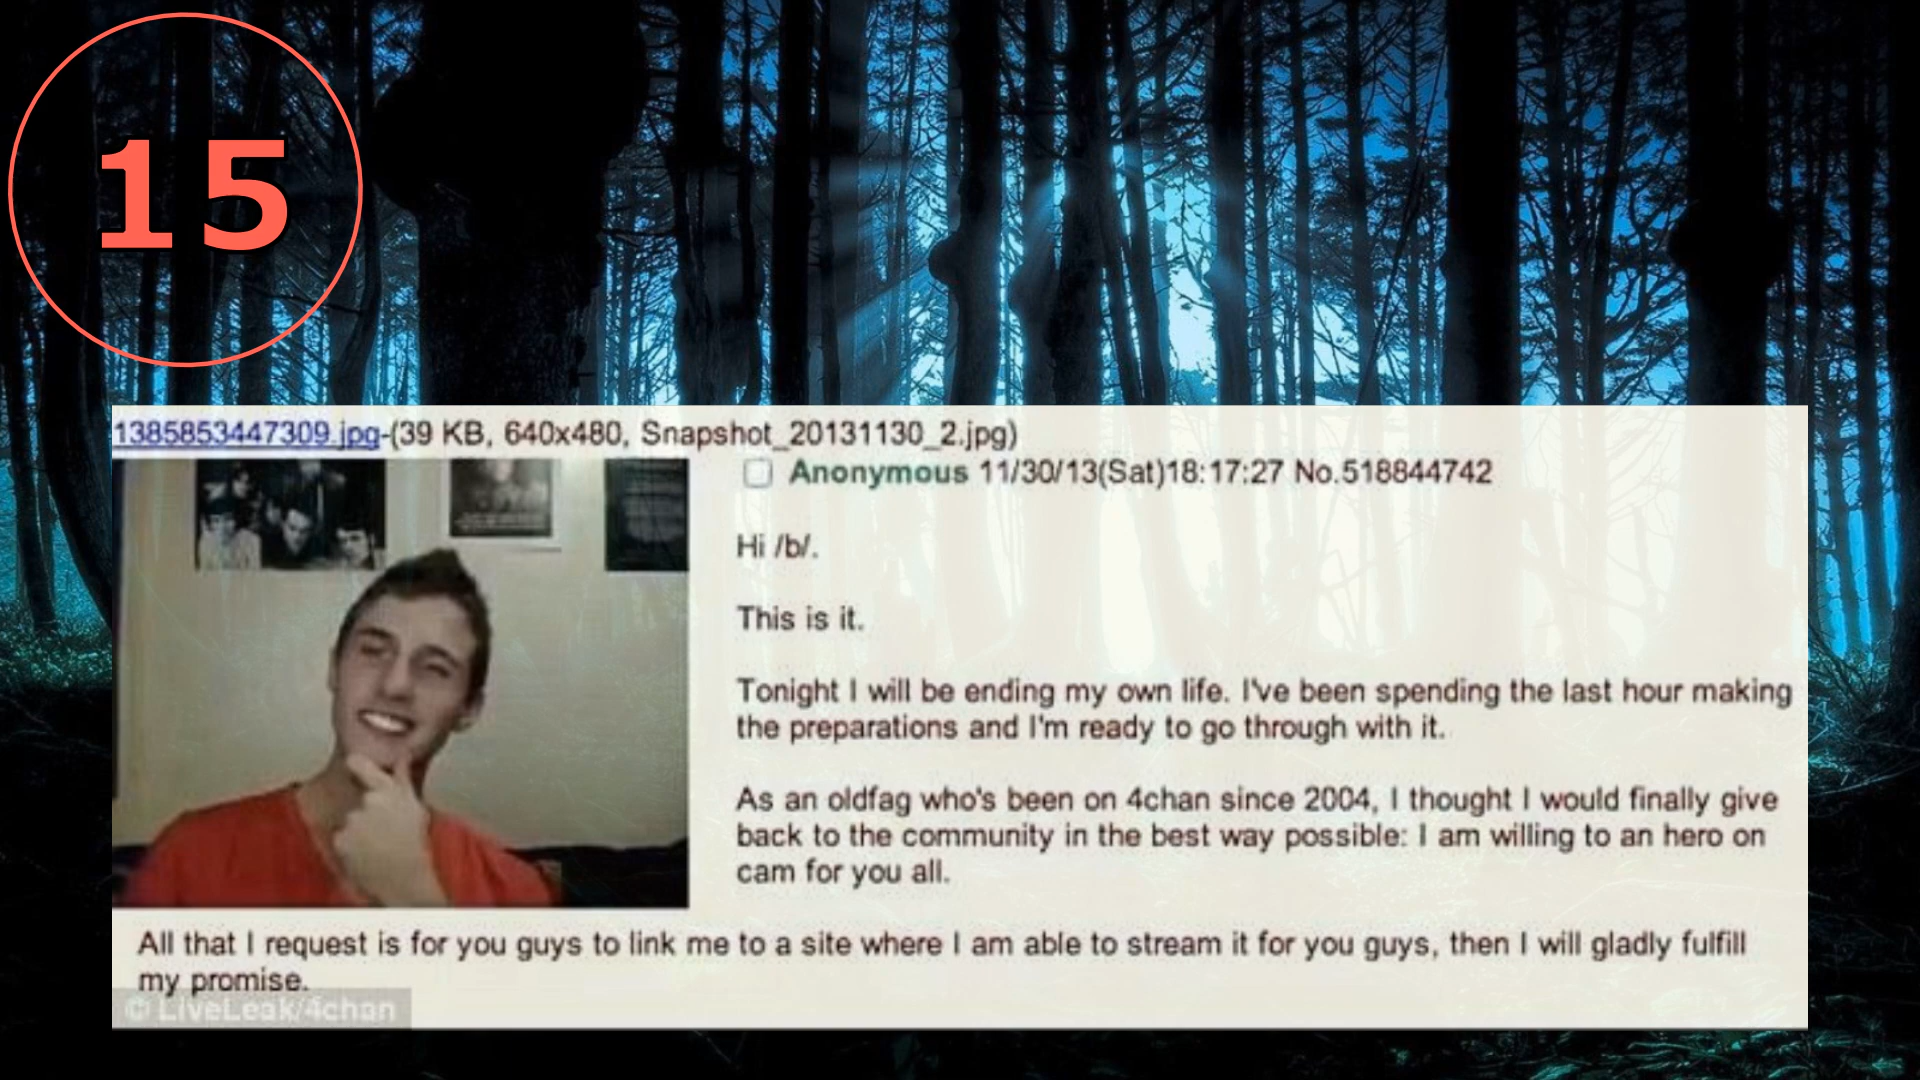 15
13858534473​09.jpg-(39 KB, 640x480, Snapshot_20131130_2.jpg)
Anonymous 11/30/13(Sat)18:17:27 No.518844742
Hi /b/.
This is it.
Tonight I will be ending my own life. I've been spending the last hour making
the preparations and I'm ready to go through with it.
As an oldfag who's been on 4chan since 2004, I thought I would finally give
back to the community in the best way possible: I am willing to an hero on
cam for you all.
All that I request is for you guys to link me to a site where I am able to stream it for you guys, then I will gladly fulfill
my promise.
© LiveLeak/4chan